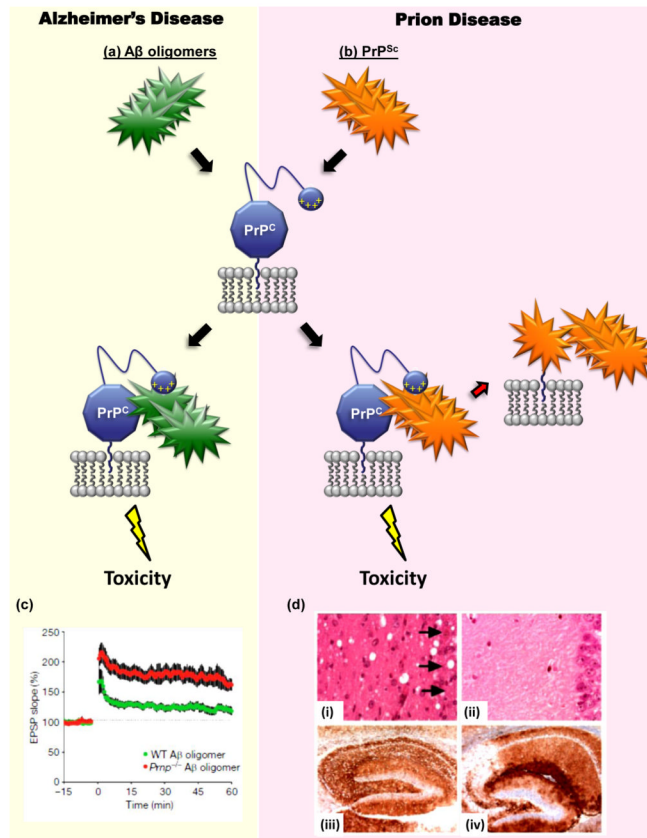 Alzheimer's Disease
Prion Disease
(a) Aβ oligomers
(b) PrPSc
++++
PrPC
++++
PrPC
++++
PrPC
Toxicity
Toxicity
(c)
(d)
250
200
150
100
50
0
EPSP slope (%)
WT Aβ oligomer
Prnp−/− Aβ oligomer
-15 0 15 30 45 60
Time (min)
(i)
(ii)
(iii)
(iv)